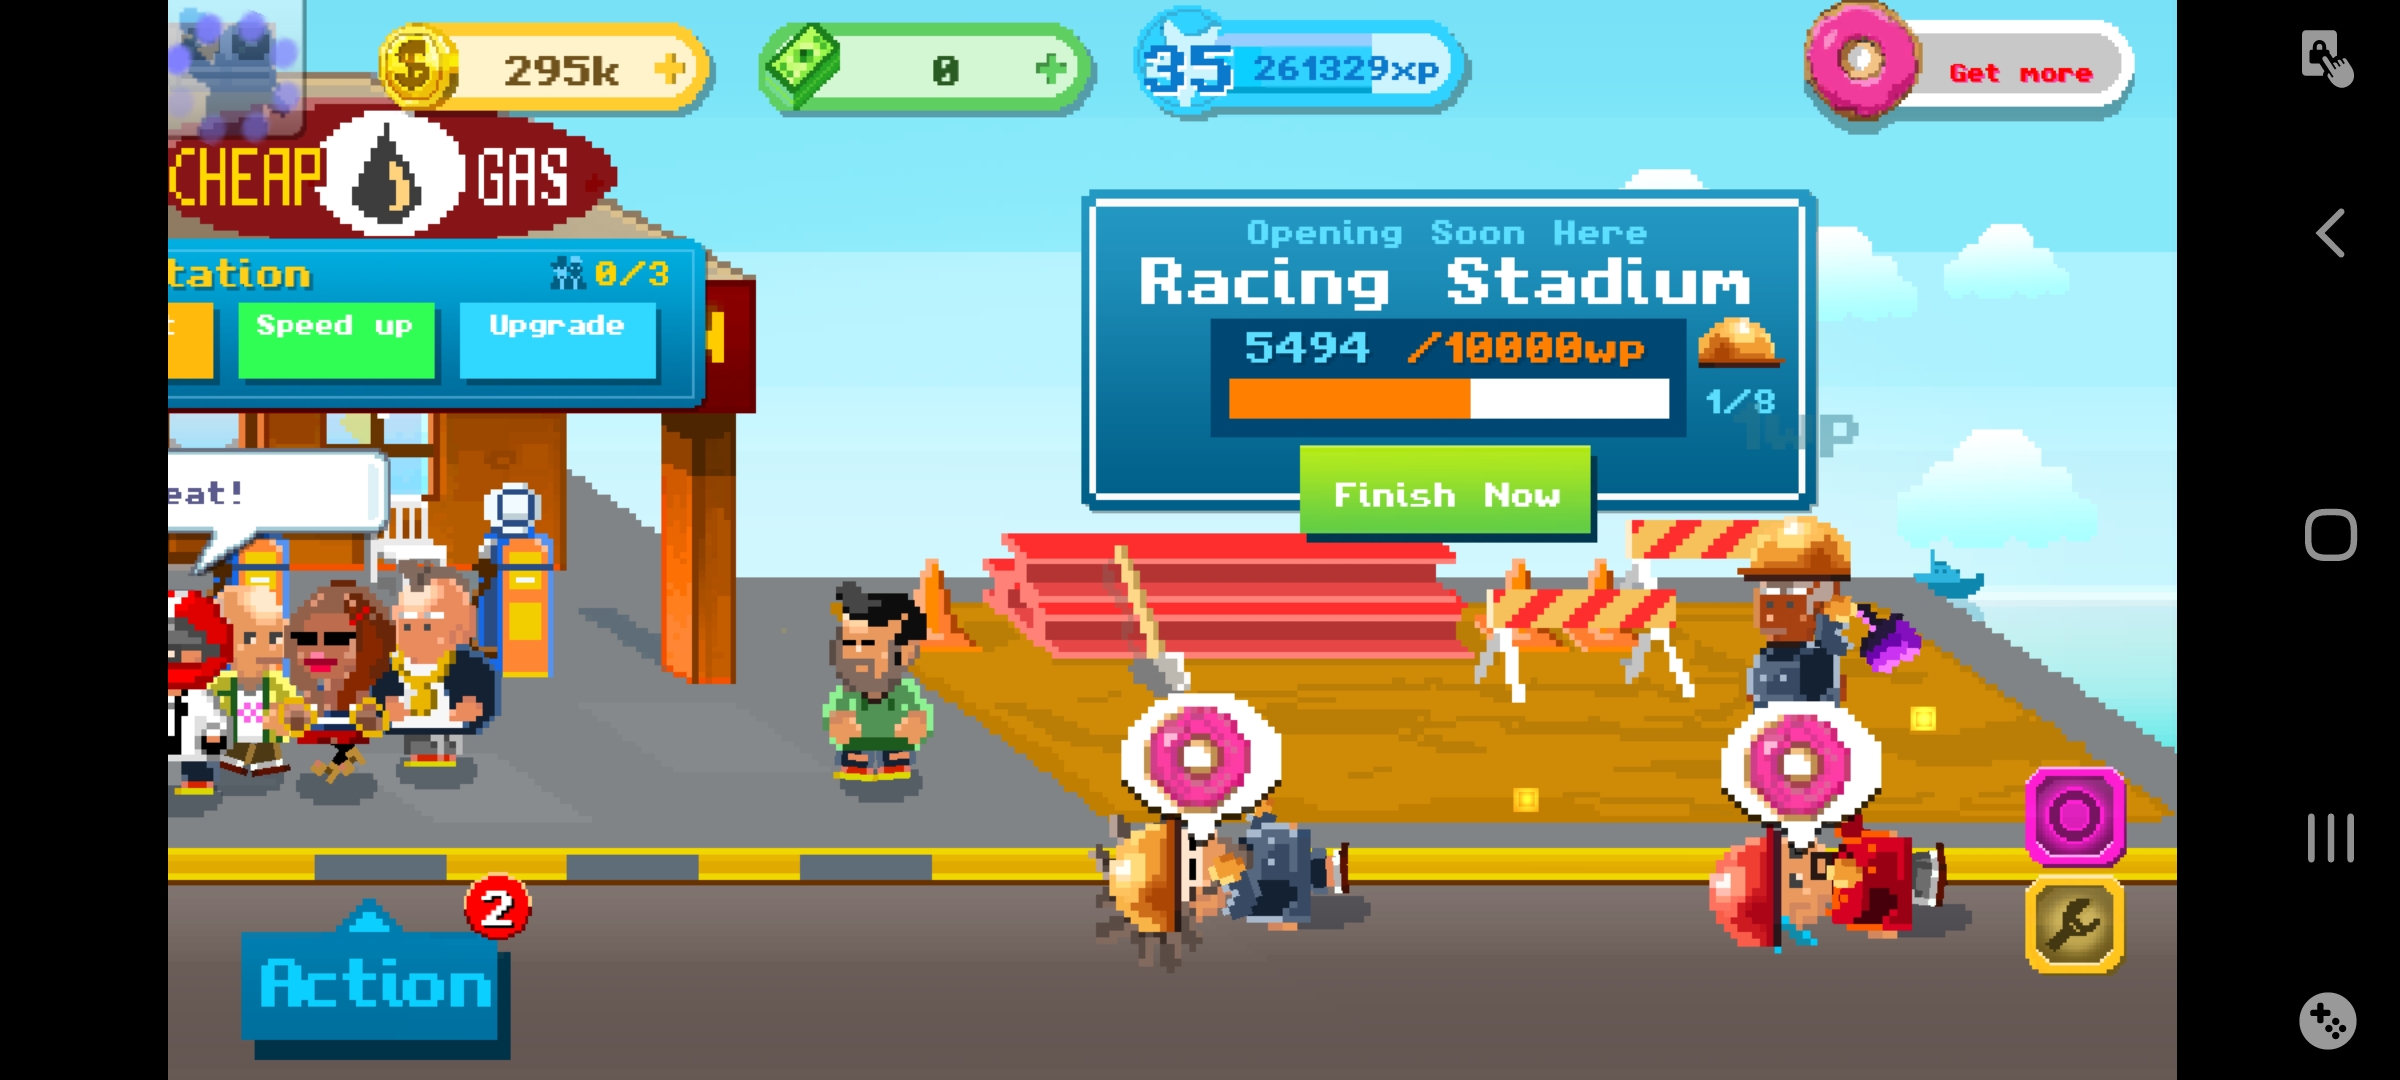 295k
0
35
261329xp
Get more
CHEAP GAS
tation
0/3
Speed up
Upgrade
eat!
Opening Soon Here
Racing Stadium
5494 /10000wp
1/8
1wp
Finish Now
2
Action